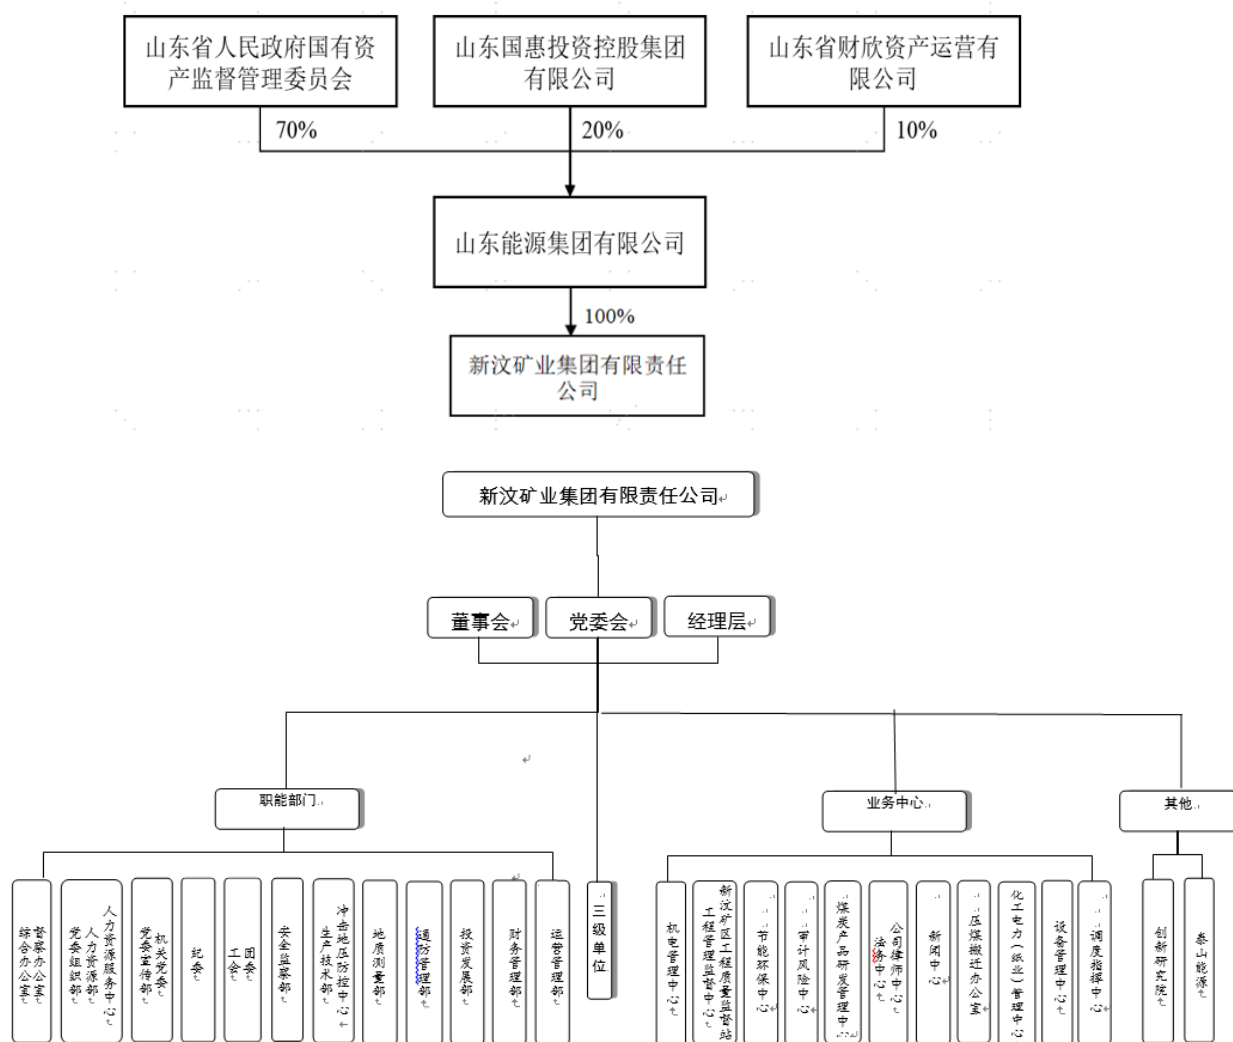 山东省人民政府国有资
产监督管理委员会
山东国惠投资控股集团
有限公司
山东省财欣资产运营有
限公司
70%
20%
10%
山东能源集团有限公司
100%
新汶矿业集团有限责任
公司
新汶矿业集团有限责任公司
董事会
党委会
经理层
职能部门
业务中心
其他
督察办公室
综合办公室
人力资源服务中心
人力资源部
党委组织部
机关党委
党委宣传部
纪委
团委
工会
安全监察部
冲击地压防控中心
生产技术部
地质测量部
通防管理部
投资发展部
财务管理部
运营管理部
三级单位
机电管理中心
新汶矿区工程质量监督站
工程管理监督中心
节能环保中心
审计风险中心
煤炭产品研发管理中心
公司律师中心
法务中心
新闻中心
压煤搬迁办公室
化工电力（纸业）管理中心
设备管理中心
调度指挥中心
创新研究院
泰山能源